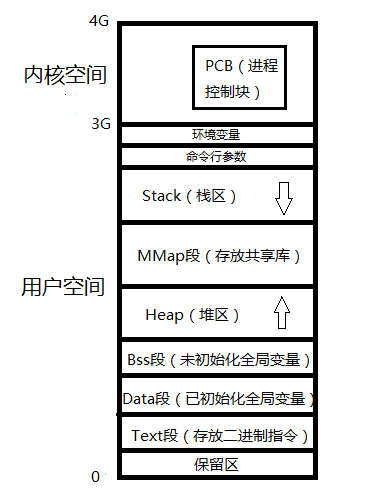 4G
内核空间
PCB（进程
控制块）
3G
环境变量
命令行参数
Stack（栈区）
MMap段（存放共享库）
用户空间
Heap（堆区）
Bss段（未初始化全局变量）
Data段（已初始化全局变量）
Text段（存放二进制指令）
保留区
0